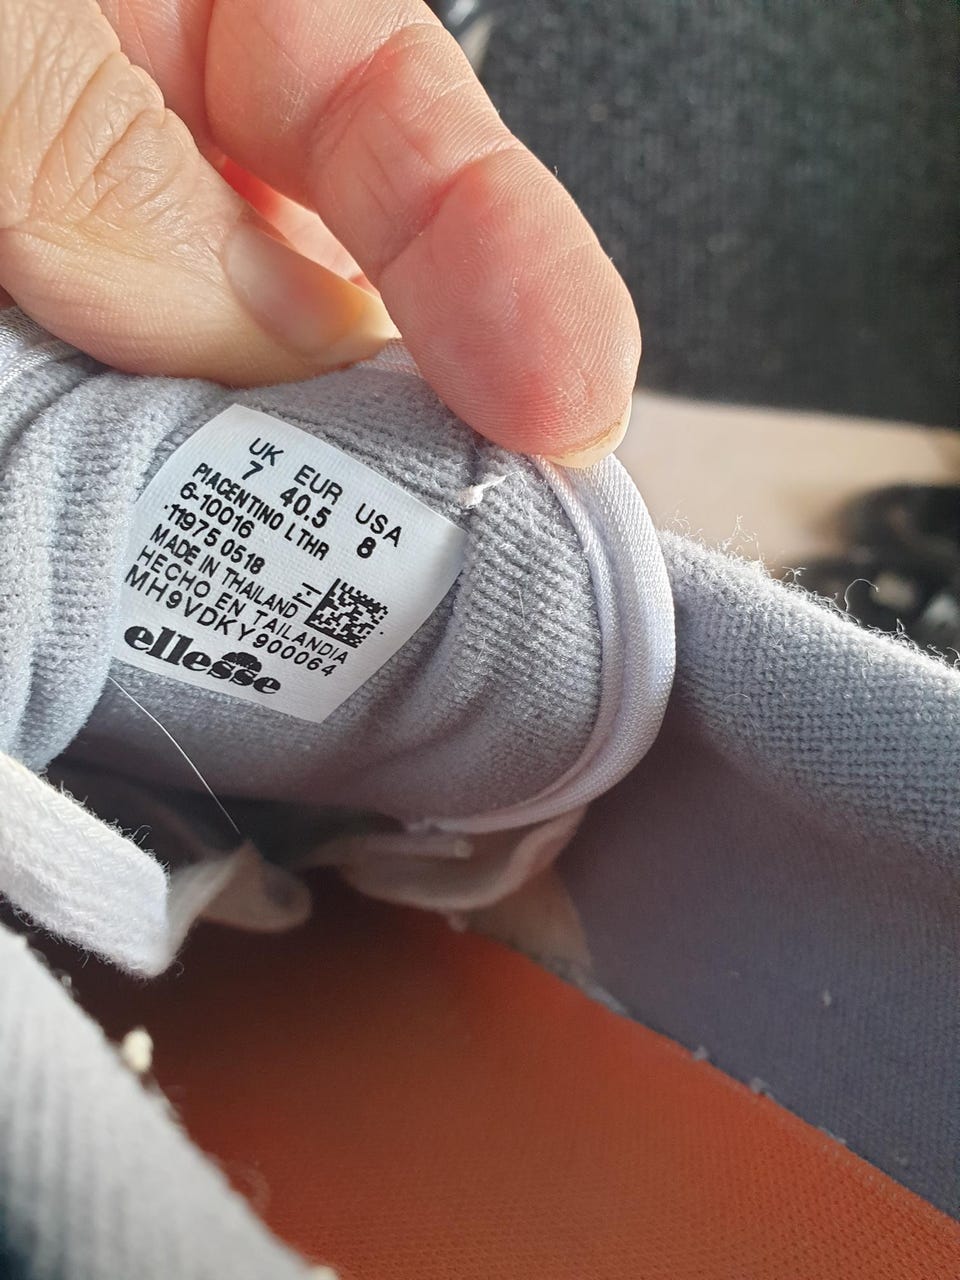 UK EUR USA
7 40.5 8
PIACENTINO LTHR
6-10016
11975 0518
MADE IN THAILAND
HECHO EN TAILANDIA
MH9VDKY900064
ellesse